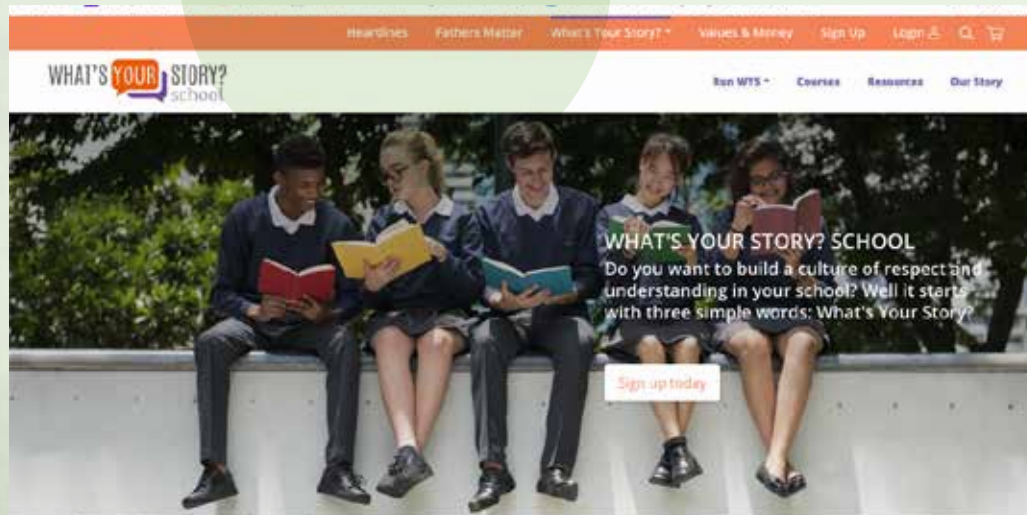 Heardlines Fathers Matter What's Your Story? Values & Money Sign Up Login
WHAT'S YOUR STORY?
school
Run WYS Courses Resources Our Story
WHAT'S YOUR STORY? SCHOOL
Do you want to build a culture of respect and
understanding in your school? Well it starts
with three simple words: What's Your Story?
Sign up today